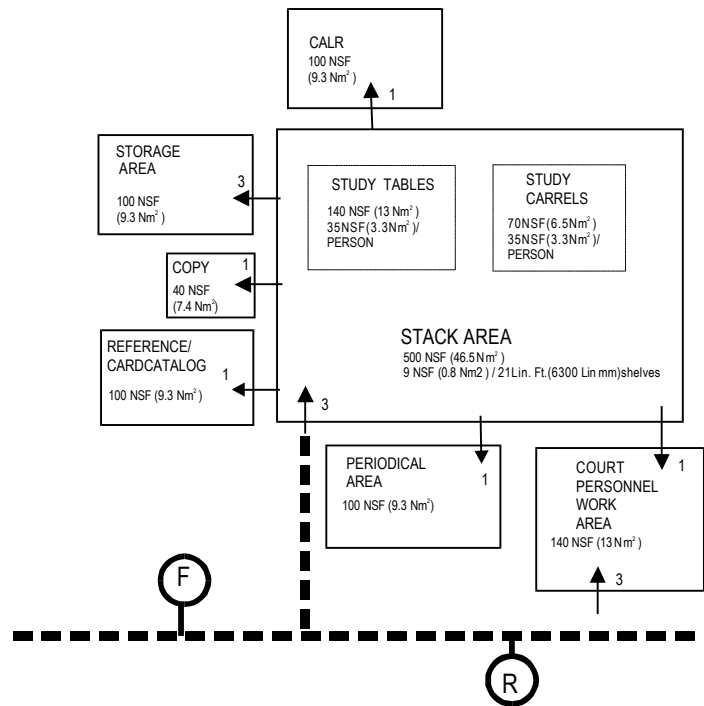 CALR
100 NSF
(9.3 Nm²)
1
STORAGE
AREA
100 NSF
(9.3 Nm²)
3
STUDY TABLES
140 NSF (13 Nm²)
35NSF(3.3Nm²)/
PERSON
STUDY
CARRELS
70NSF(6.5Nm²)
35NSF(3.3Nm²)/
PERSON
COPY
40 NSF
(7.4 Nm²)
1
REFERENCE/
CARDCATALOG
100 NSF (9.3 Nm²)
1
STACK AREA
500 NSF (46.5Nm²)
9 NSF (0.8 Nm2) / 21Lin. Ft.(6300 Lin mm)shelves
3
PERIODICAL
AREA
100 NSF (9.3 Nm²)
1
COURT
PERSONNEL
WORK
AREA
140 NSF (13 Nm²)
1
3
F
R